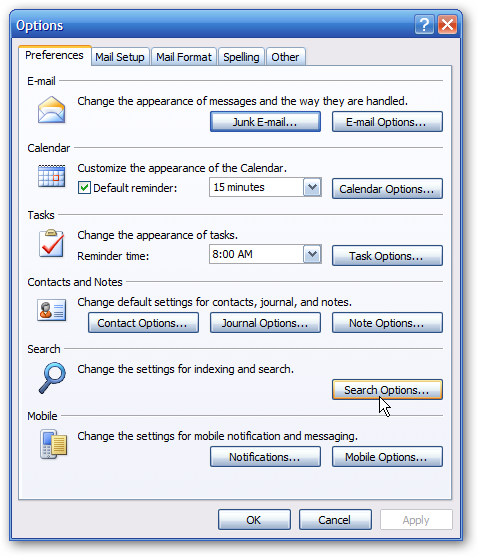 Options
Preferences Mail Setup Mail Format Spelling Other
E-mail
Change the appearance of messages and the way they are handled.
Junk E-mail... E-mail Options...
Calendar
Customize the appearance of the Calendar.
Default reminder: 15 minutes Calendar Options...
Tasks
Change the appearance of tasks.
Reminder time: 8:00 AM Task Options...
Contacts and Notes
Change default settings for contacts, journal, and notes.
Contact Options... Journal Options... Note Options...
Search
Change the settings for indexing and search.
Search Options...
Mobile
Change the settings for mobile notification and messaging.
Notifications... Mobile Options...
OK Cancel Apply